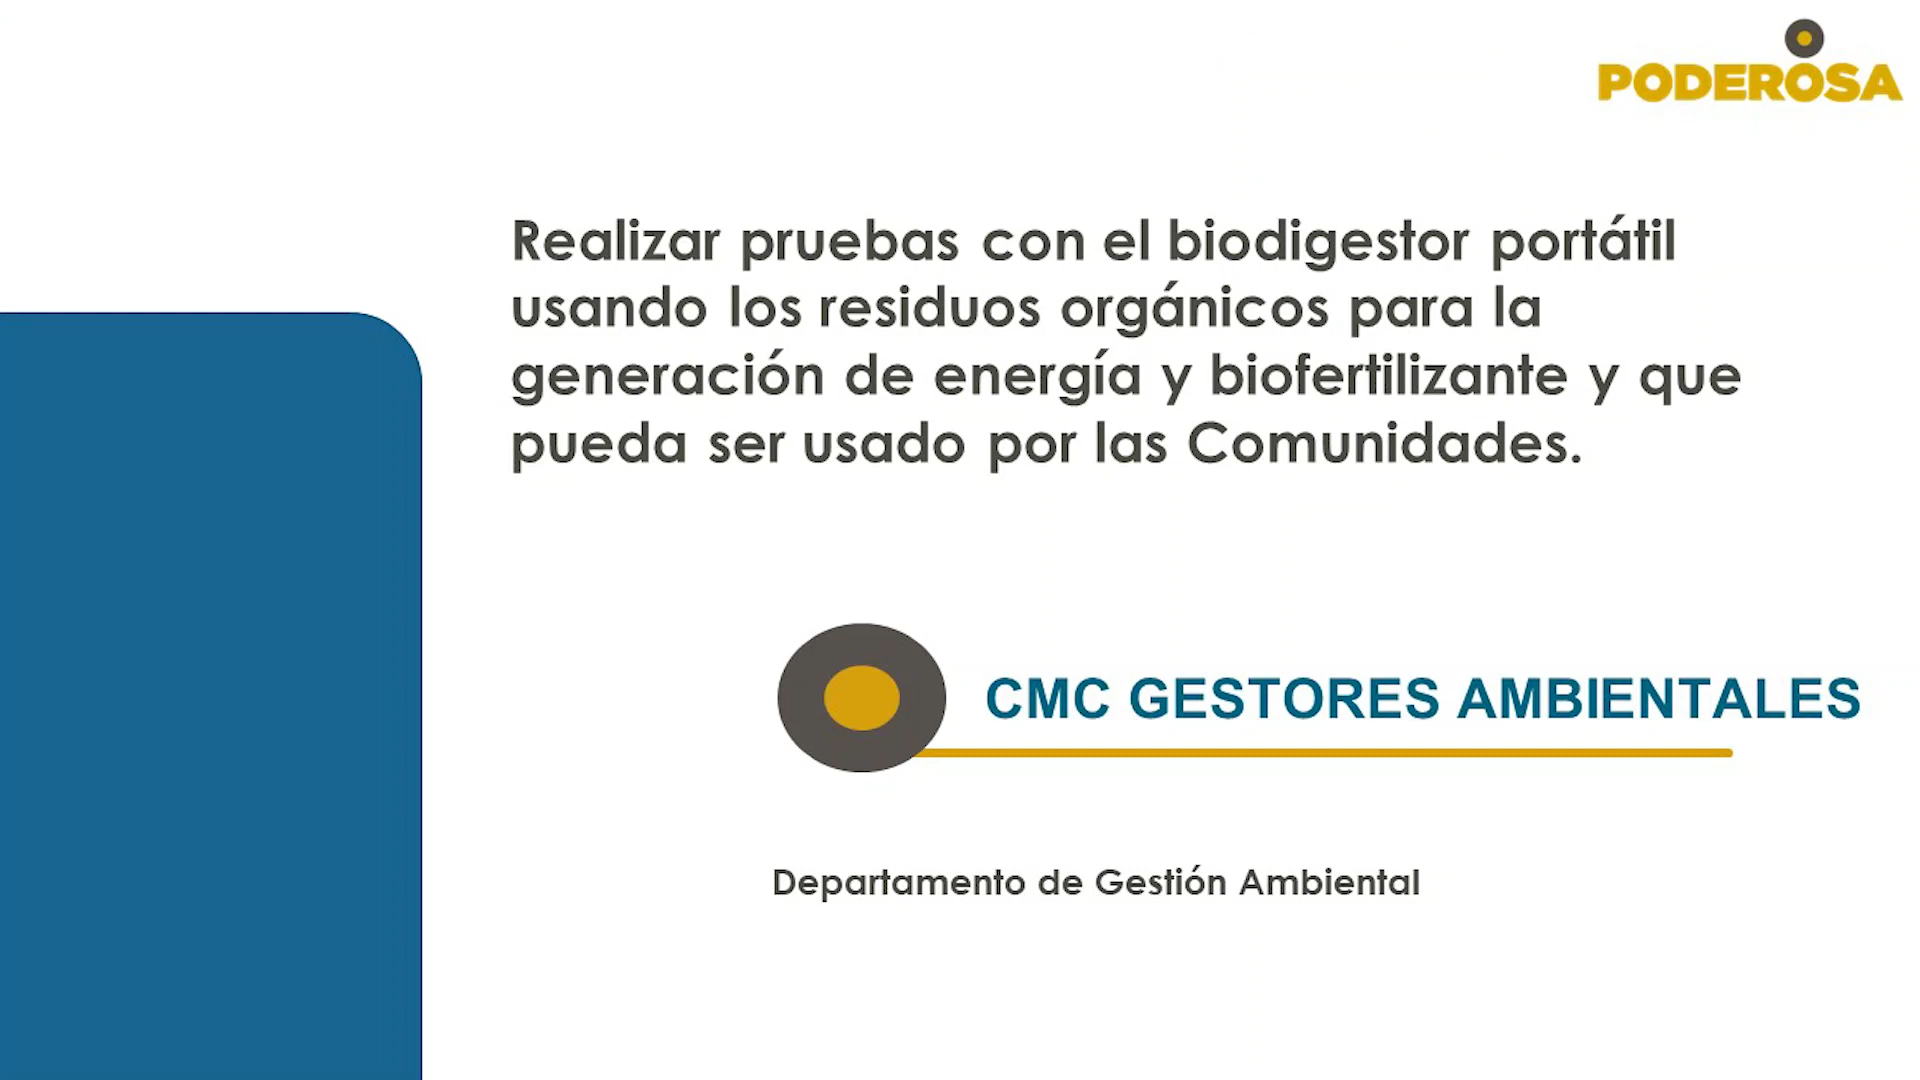 PODEROSA
Realizar pruebas con el biodigestor portátil
usando los residuos orgánicos para la
generación de energía y biofertilizante y que
pueda ser usado por las Comunidades.
CMC GESTORES AMBIENTALES
Departamento de Gestión Ambiental